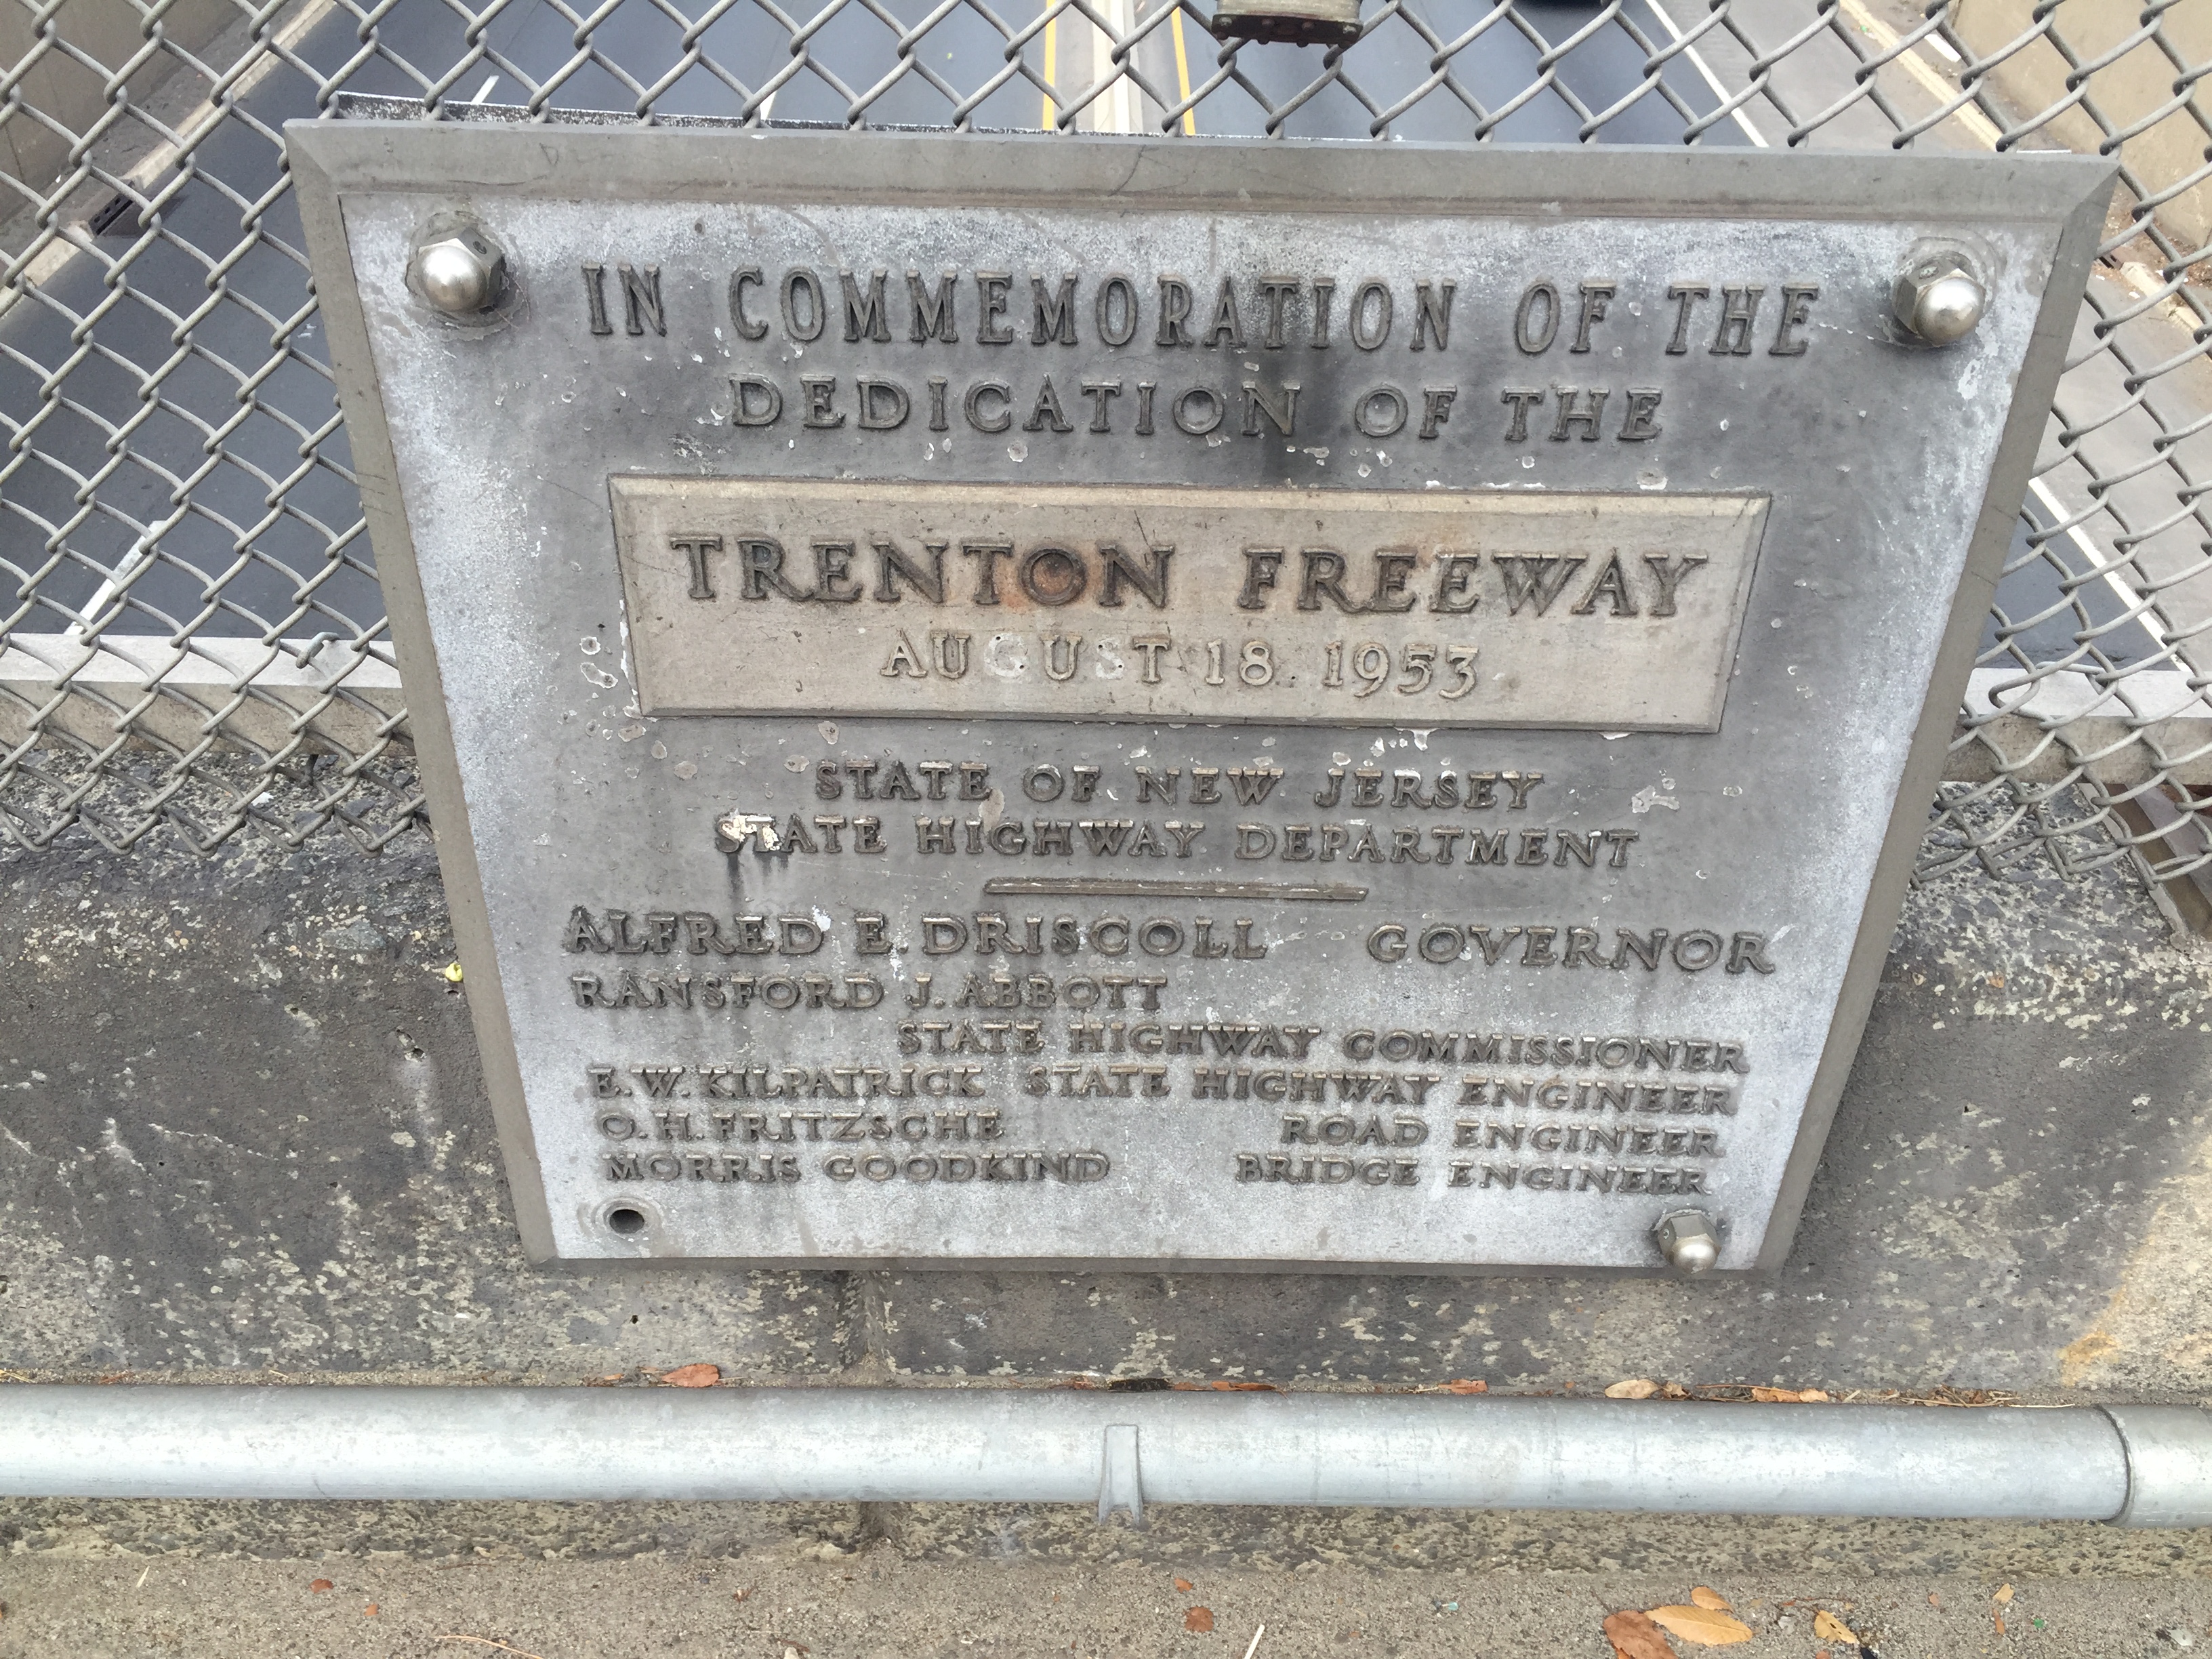 IN COMMEMORATION OF THE
DEDICATION OF THE
TRENTON FREEWAY
AUGUST 18 1953
STATE OF NEW JERSEY
STATE HIGHWAY DEPARTMENT
ALFRED E. DRISCOLL GOVERNOR
RANSFORD J. ABBOTT
STATE HIGHWAY COMMISSIONER
E. W. KILPATRICK STATE HIGHWAY ENGINEER
O. H. FRITZSCHE ROAD ENGINEER
MORRIS GOODKIND BRIDGE ENGINEER